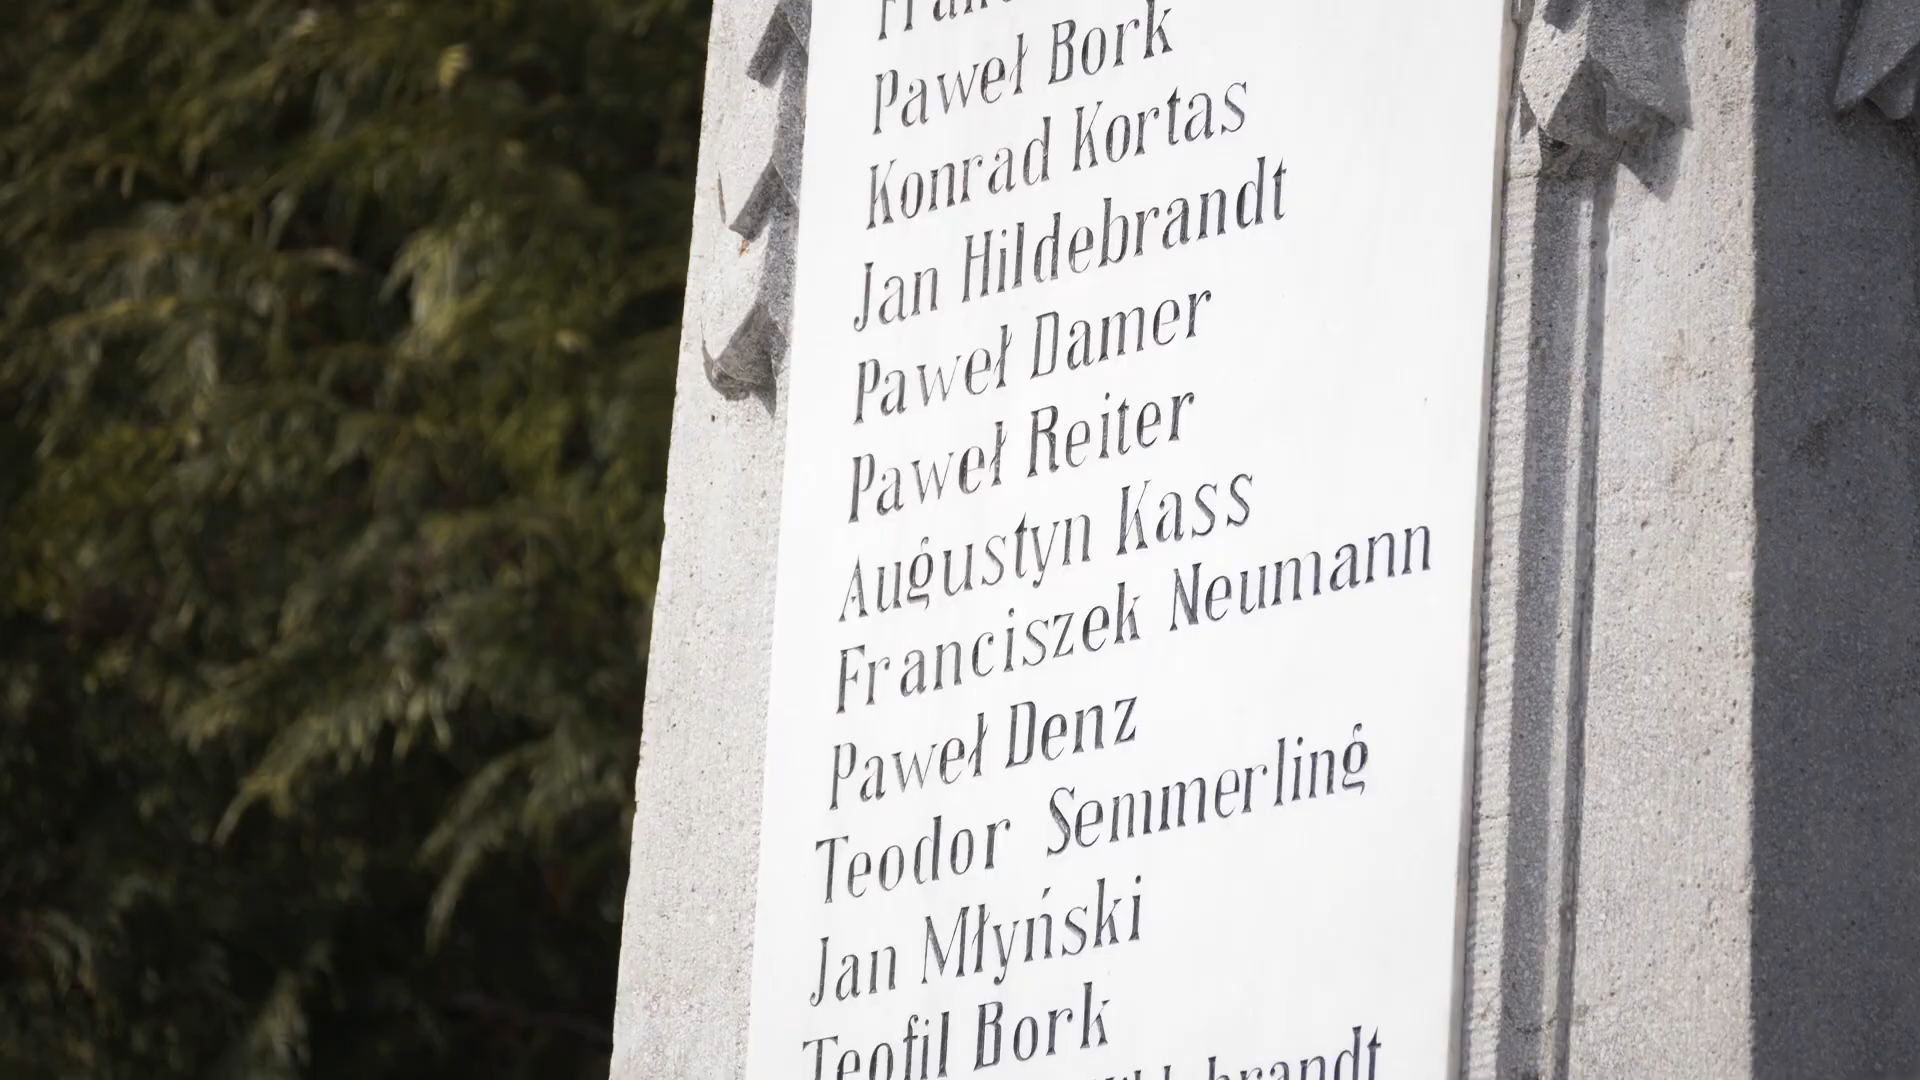 Paweł Bork
Konrad Kortas
Jan Hildebrandt
Paweł Damer
Paweł Reiter
Augustyn Kass
Franciszek Neumann
Paweł Denz
Teodor Semmerling
Jan Młyński
Teofil Bork